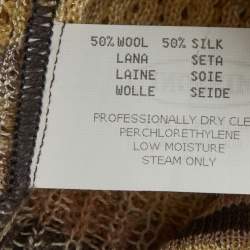 50% WOOL 50% SILK
LANA SETA
LAINE SOIE
WOLLE SEIDE
PROFESSIONALLY DRY CLE
PERCHLORETHYLENE
LOW MOISTURE
STEAM ONLY